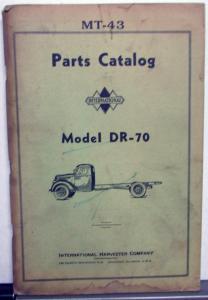 MT-43
Parts Catalog
INTERNATIONAL
Model DR-70
INTERNATIONAL HARVESTER COMPANY